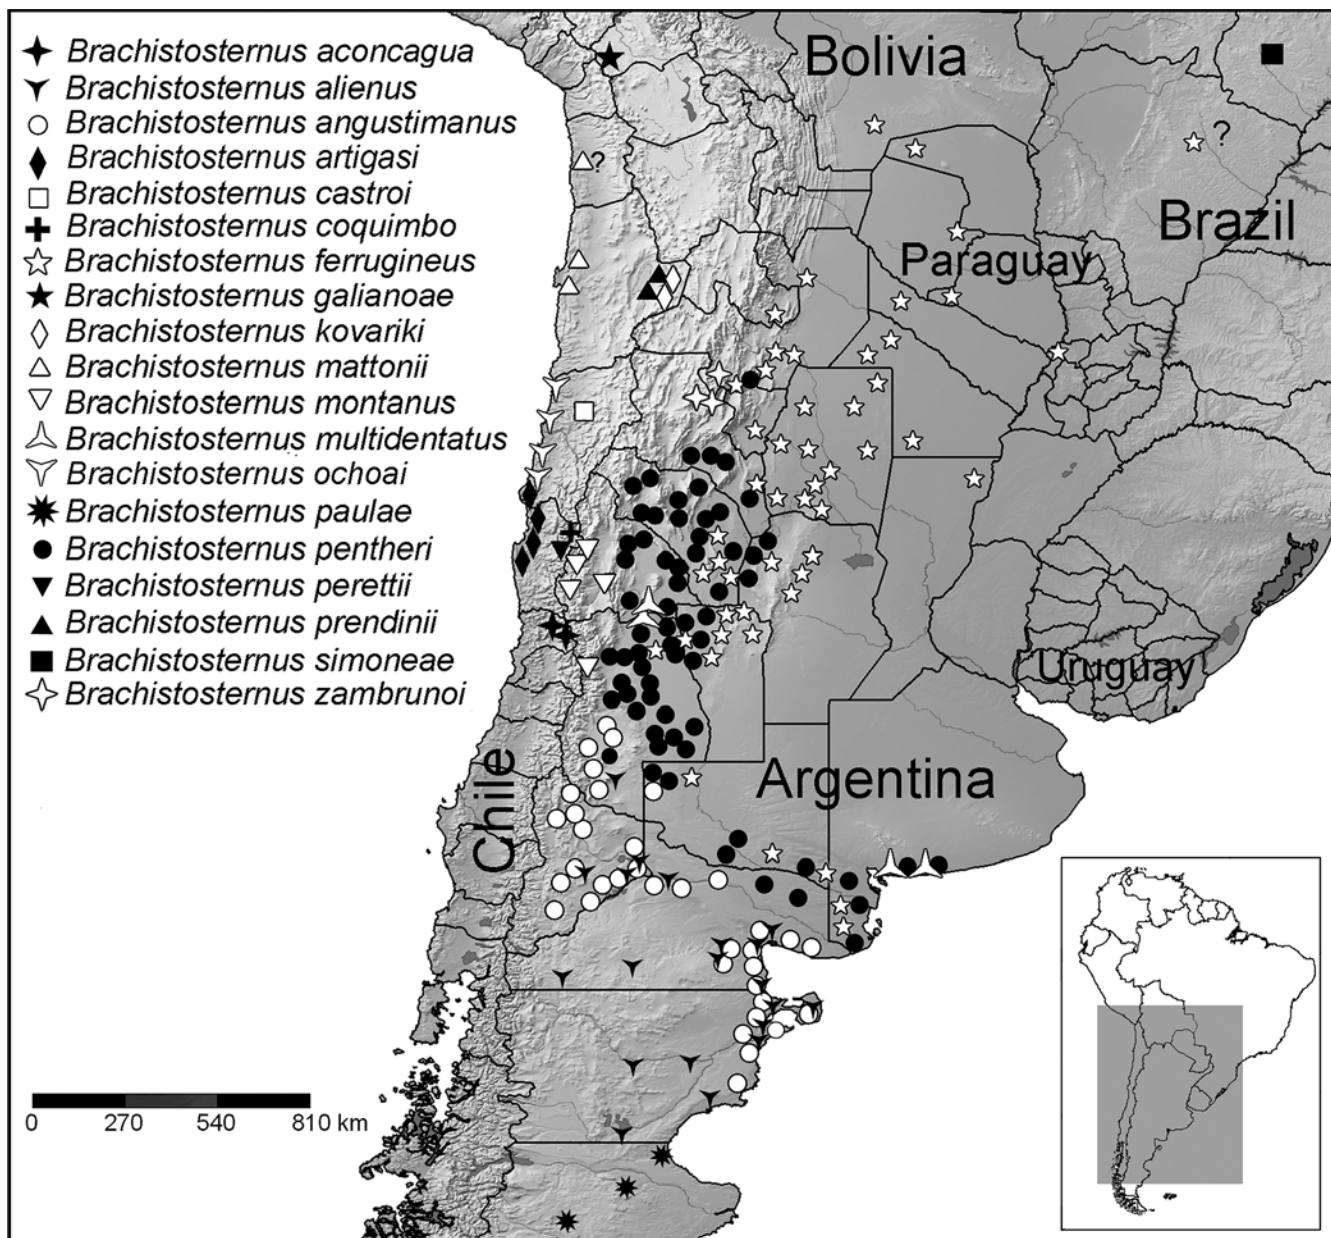 Brachistosternus aconcagua
Brachistosternus alienus
Brachistosternus angustimanus
Brachistosternus artigasi
Brachistosternus castroi
Brachistosternus coquimbo
Brachistosternus ferrugineus
Brachistosternus galianoae
Brachistosternus kovariki
Brachistosternus mattonii
Brachistosternus montanus
Brachistosternus multidentatus
Brachistosternus ochoai
Brachistosternus paulae
Brachistosternus pentheri
Brachistosternus perettii
Brachistosternus prendinii
Brachistosternus simoneae
Brachistosternus zambrunoi
Bolivia
?
?
Brazil
Paraguay
Uruguay
Argentina
Chile
0 270 540 810 km